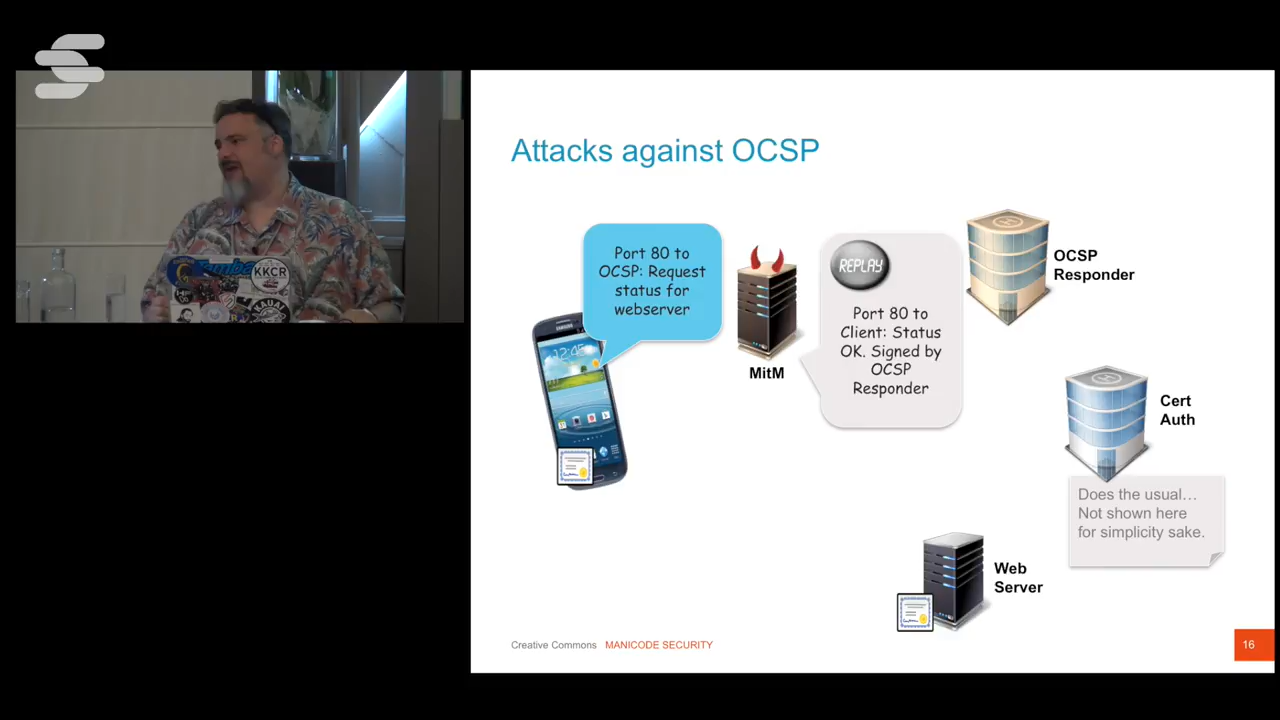 Attacks against OCSP
Port 80 to
OCSP: Request
status for
webserver
REPLAY
Port 80 to
Client: Status
OK. Signed by
OCSP
Responder
MitM
OCSP
Responder
12:45
Cert
Auth
Does the usual…
Not shown here
for simplicity sake.
Web
Server
Creative Commons MANICODE SECURITY
16
KKCR